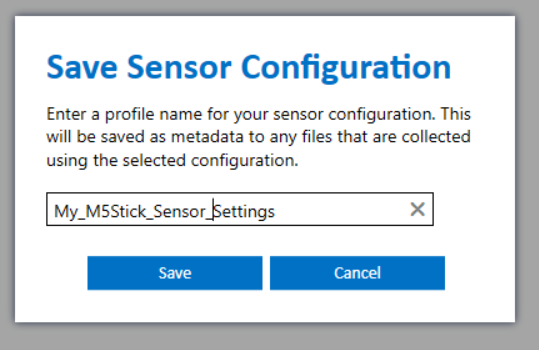 Save Sensor Configuration
Enter a profile name for your sensor configuration. This
will be saved as metadata to any files that are collected
using the selected configuration.
My_M5Stick_Sensor_Settings
Save
Cancel